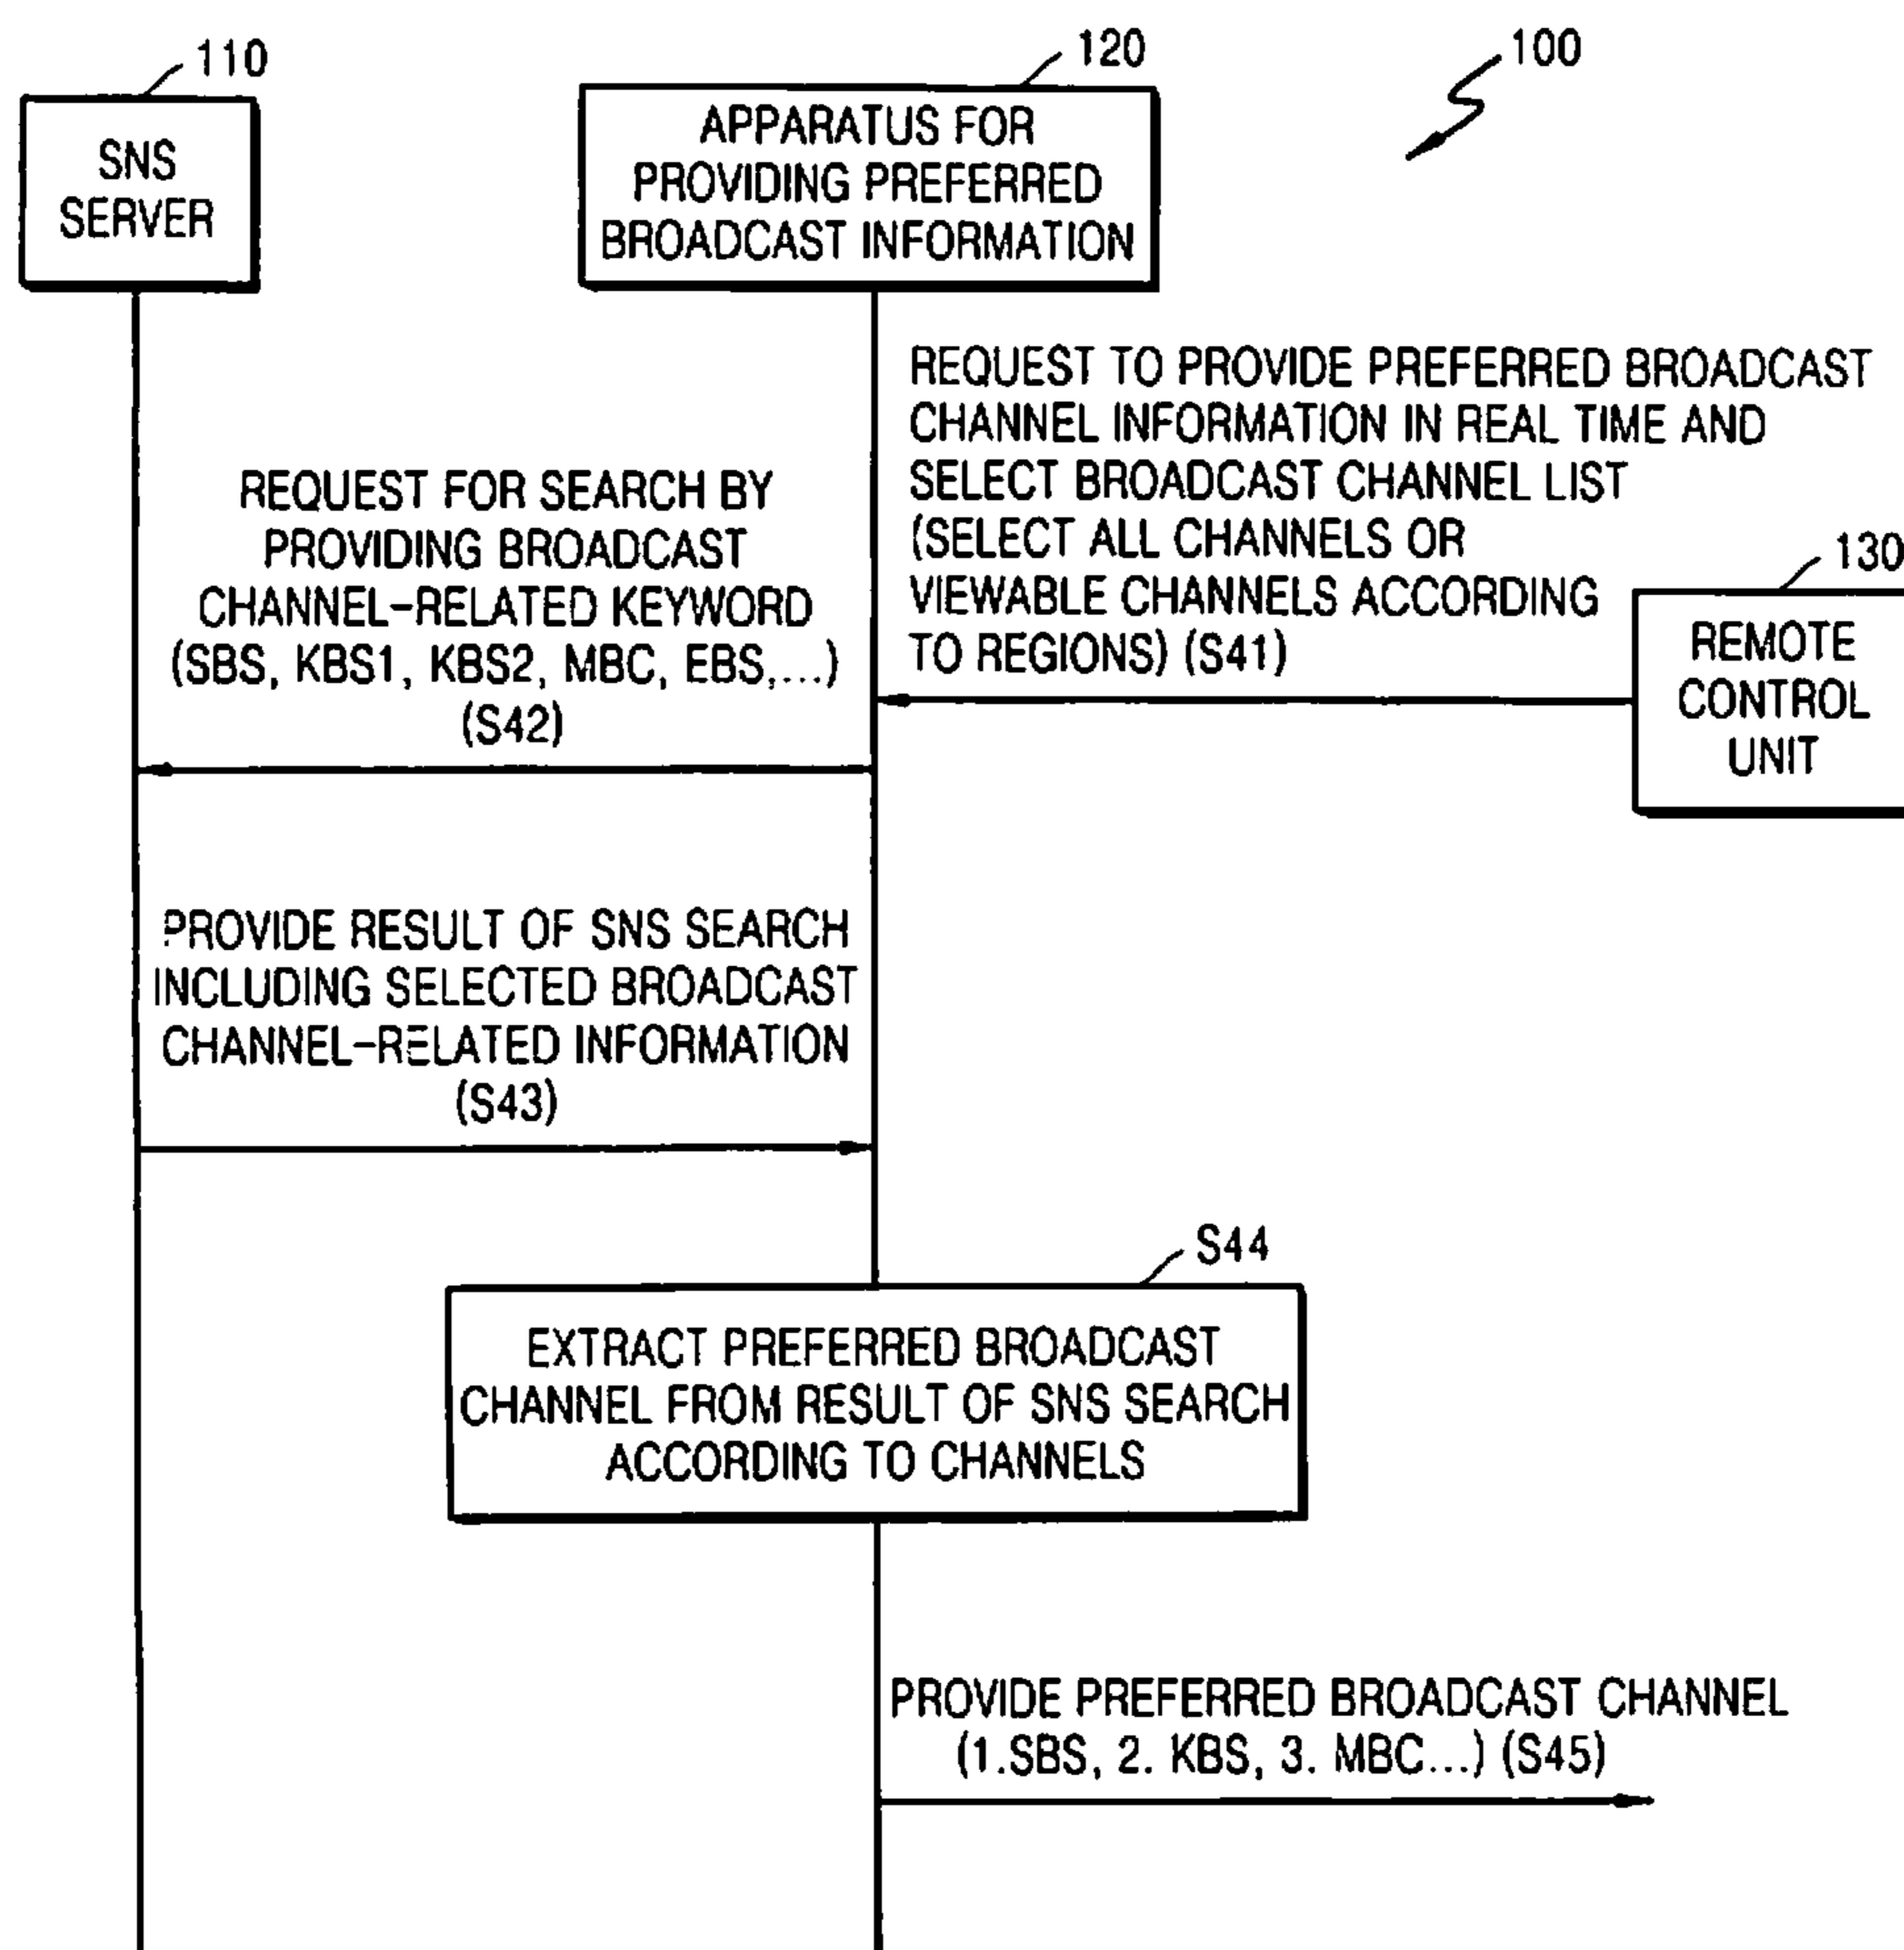 110
120
100
SNS
SERVER
APPARATUS FOR
PROVIDING PREFERRED
BROADCAST INFORMATION
REQUEST TO PROVIDE PREFERRED BROADCAST
CHANNEL INFORMATION IN REAL TIME AND
SELECT BROADCAST CHANNEL LIST
(SELECT ALL CHANNELS OR
VIEWABLE CHANNELS ACCORDING
TO REGIONS) (S41)
130
REMOTE
CONTROL
UNIT
REQUEST FOR SEARCH BY
PROVIDING BROADCAST
CHANNEL-RELATED KEYWORD
(SBS, KBS1, KBS2, MBC, EBS,...)
(S42)
PROVIDE RESULT OF SNS SEARCH
INCLUDING SELECTED BROADCAST
CHANNEL-RELATED INFORMATION
(S43)
S44
EXTRACT PREFERRED BROADCAST
CHANNEL FROM RESULT OF SNS SEARCH
ACCORDING TO CHANNELS
PROVIDE PREFERRED BROADCAST CHANNEL
(1.SBS, 2. KBS, 3. MBC...) (S45)